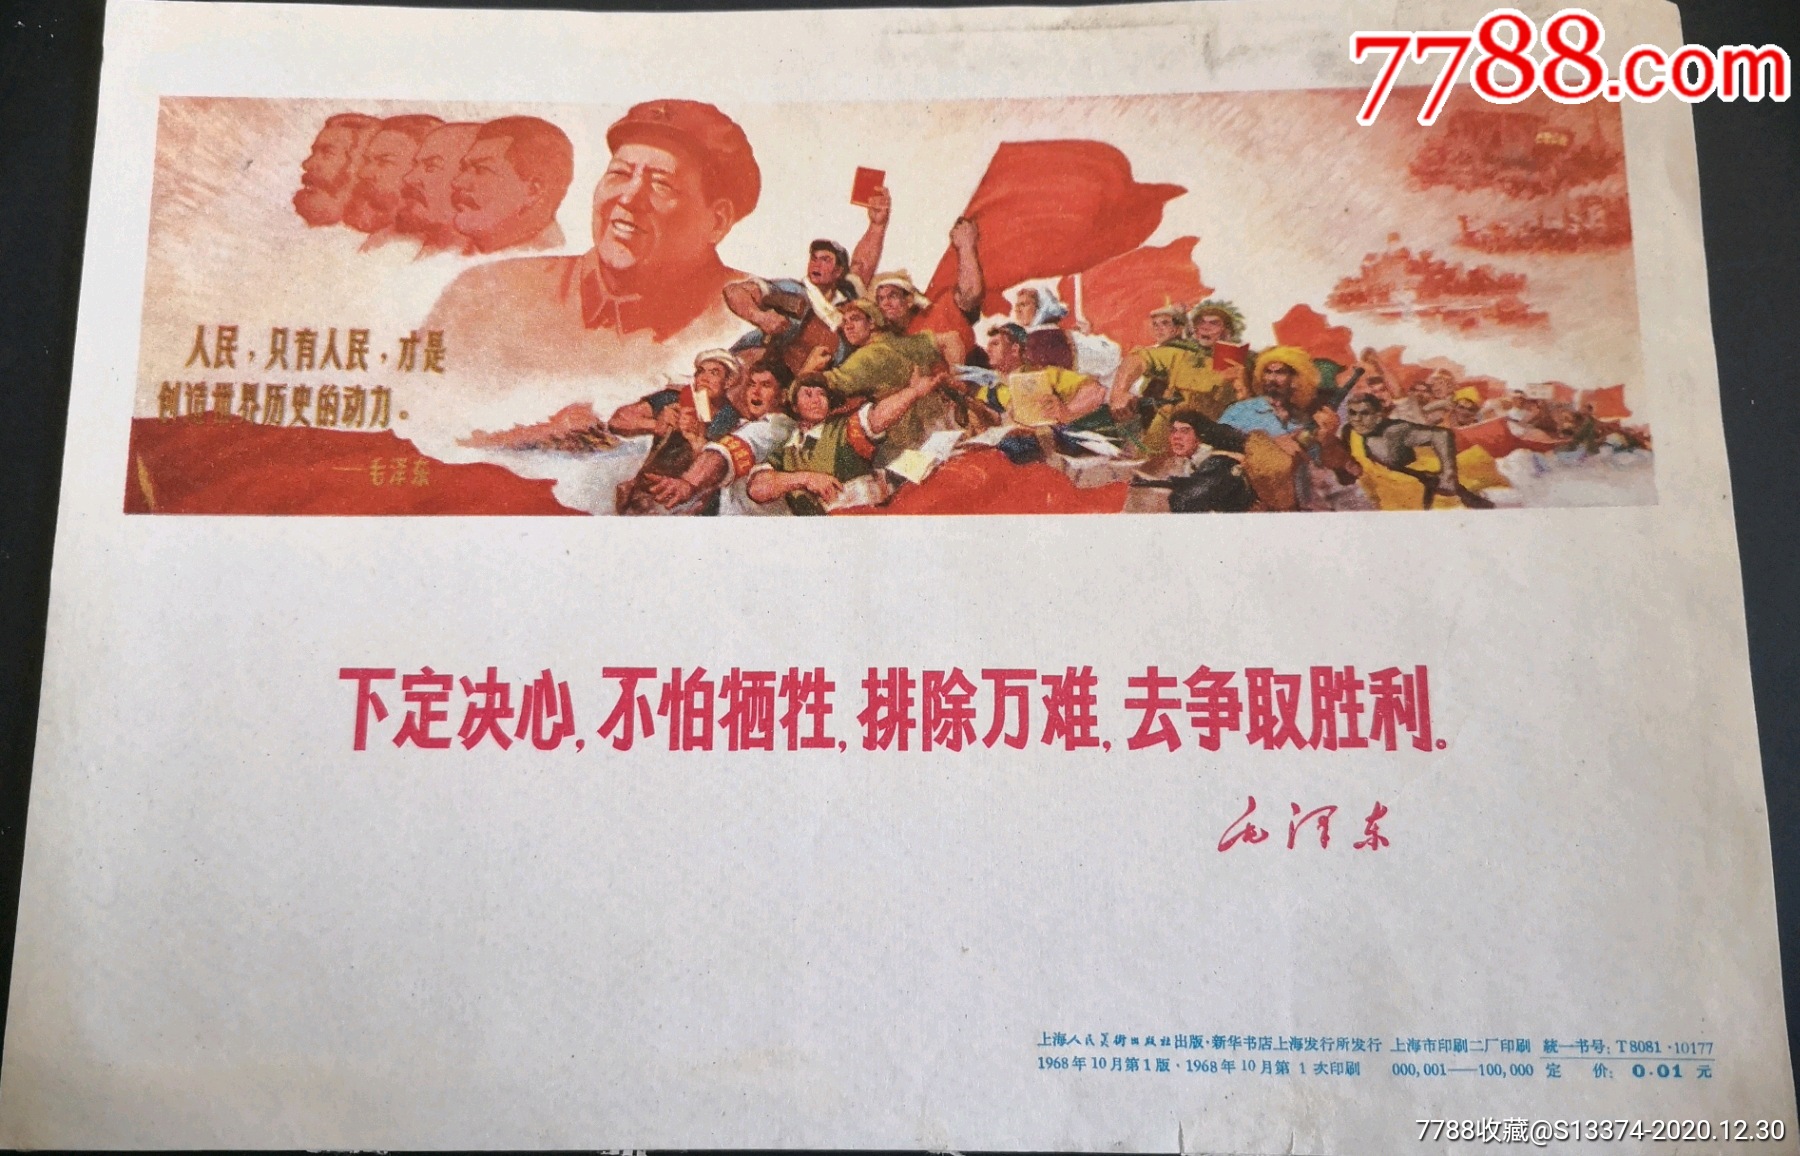 7788.com
人民，只有人民，才是
创造世界历史的动力。
——毛泽东
下定决心,不怕牺牲,排除万难,去争取胜利。
毛泽东
上海人民美術出版社出版·新华书店上海发行所发行 上海市印刷二厂印刷 統一书号:T8081·10177
1968年10月第1版·1968年10月第1次印刷 000,001——100,000 定 价: 0·01 元
7788收藏@S13374-2020.12.30